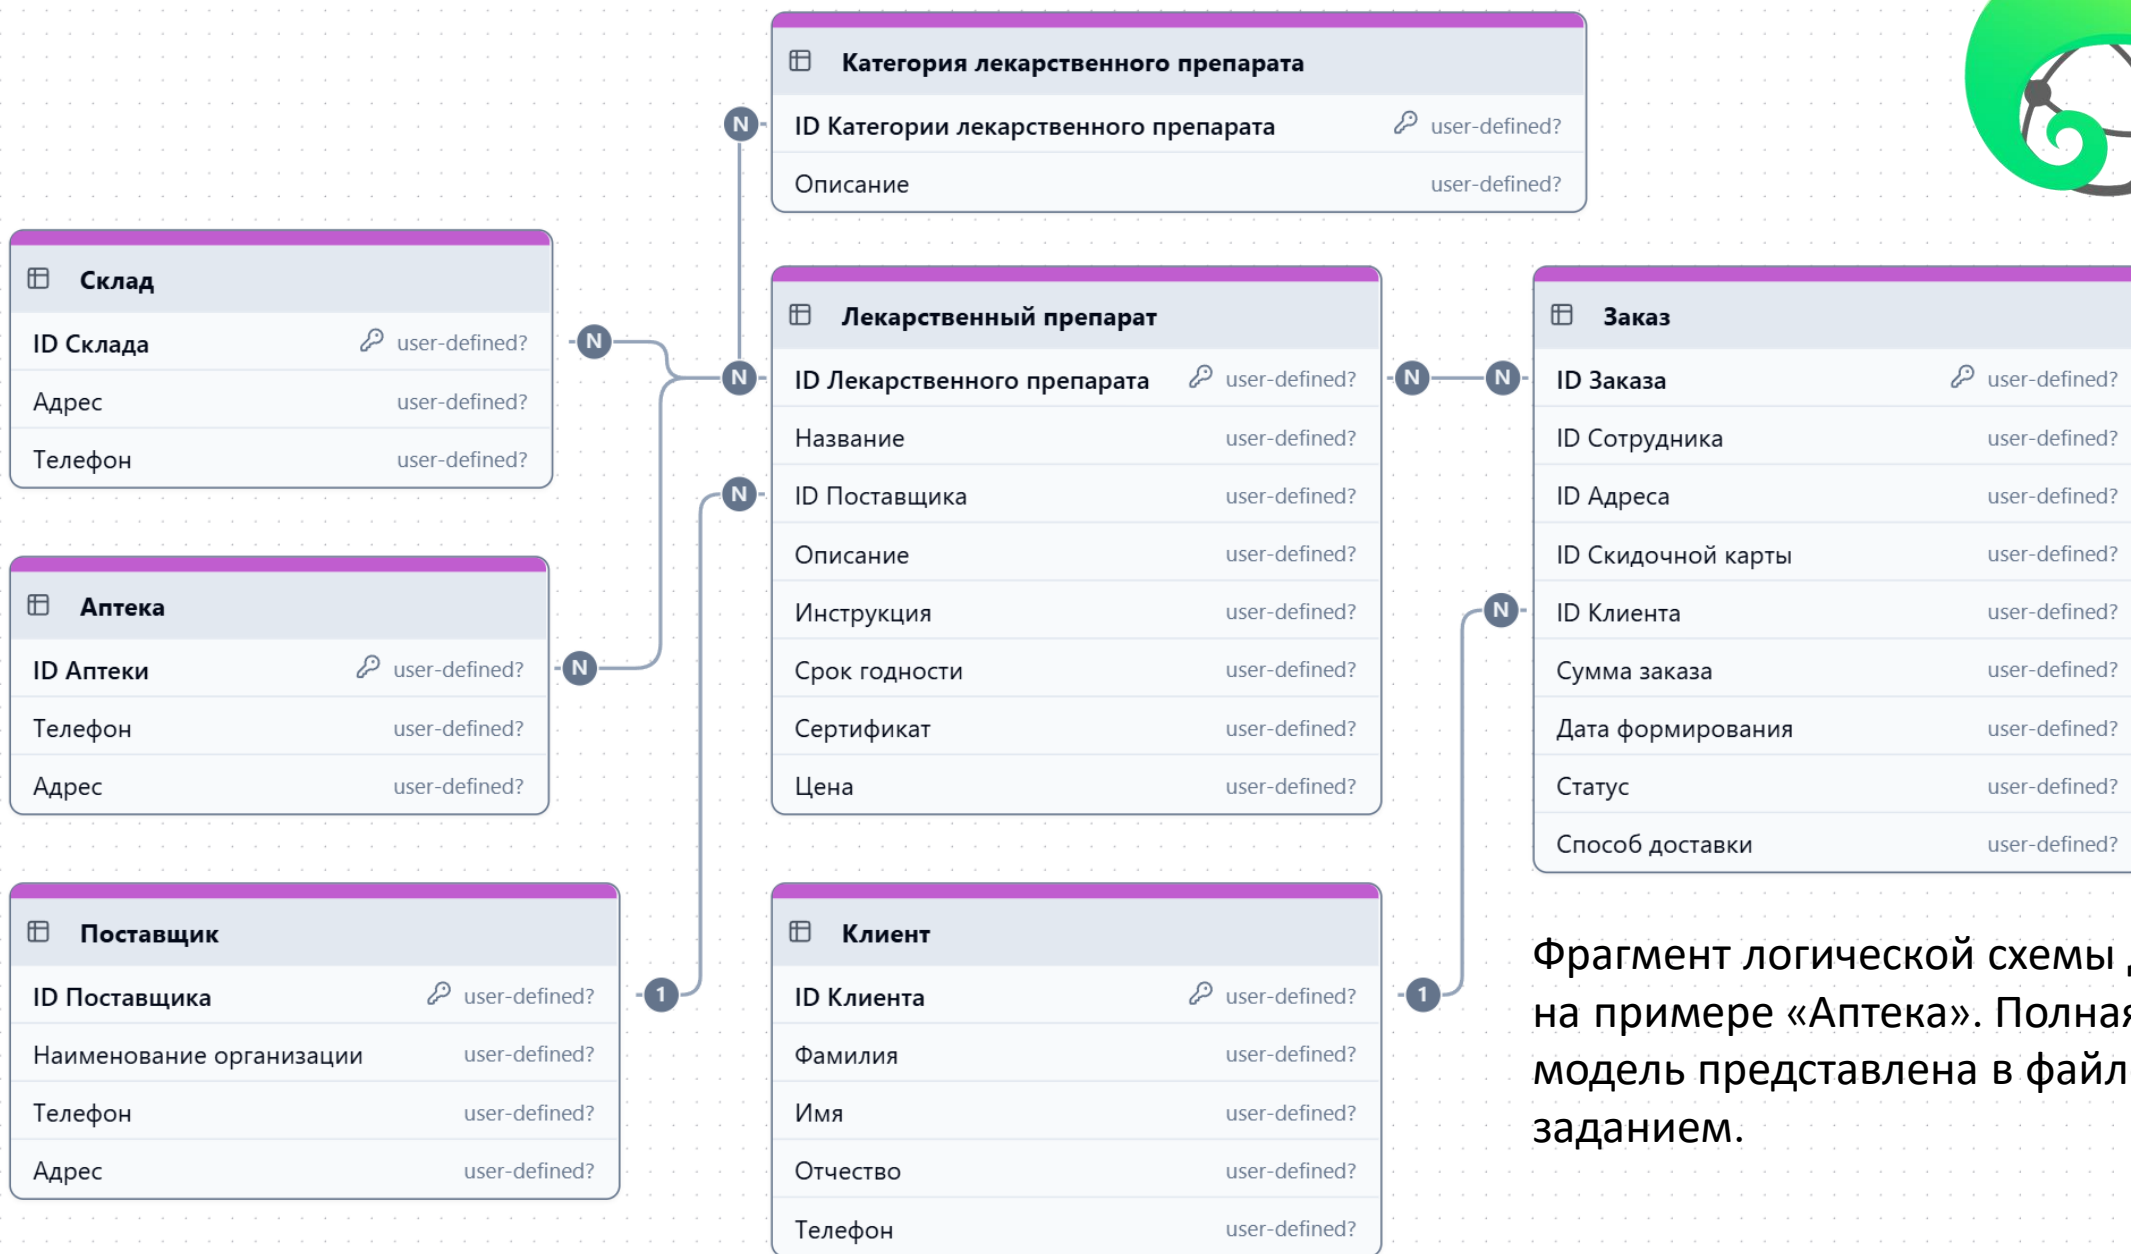 Категория лекарственного препарата
ID Категории лекарственного препарата user-defined?
Описание user-defined?
Склад
ID Склада user-defined?
Адрес user-defined?
Телефон user-defined?
Аптека
ID Аптеки user-defined?
Телефон user-defined?
Адрес user-defined?
Поставщик
ID Поставщика user-defined?
Наименование организации user-defined?
Телефон user-defined?
Адрес user-defined?
Лекарственный препарат
ID Лекарственного препарата user-defined?
Название user-defined?
ID Поставщика user-defined?
Описание user-defined?
Инструкция user-defined?
Срок годности user-defined?
Сертификат user-defined?
Цена user-defined?
Клиент
ID Клиента user-defined?
Фамилия user-defined?
Имя user-defined?
Отчество user-defined?
Телефон user-defined?
Заказ
ID Заказа user-defined?
ID Сотрудника user-defined?
ID Адреса user-defined?
ID Скидочной карты user-defined?
ID Клиента user-defined?
Сумма заказа user-defined?
Дата формирования user-defined?
Статус user-defined?
Способ доставки user-defined?
N
N
N
N
N
N
N
N
1
1
Фрагмент логической схемы
на примере «Аптека». Полная
модель представлена в
заданием.